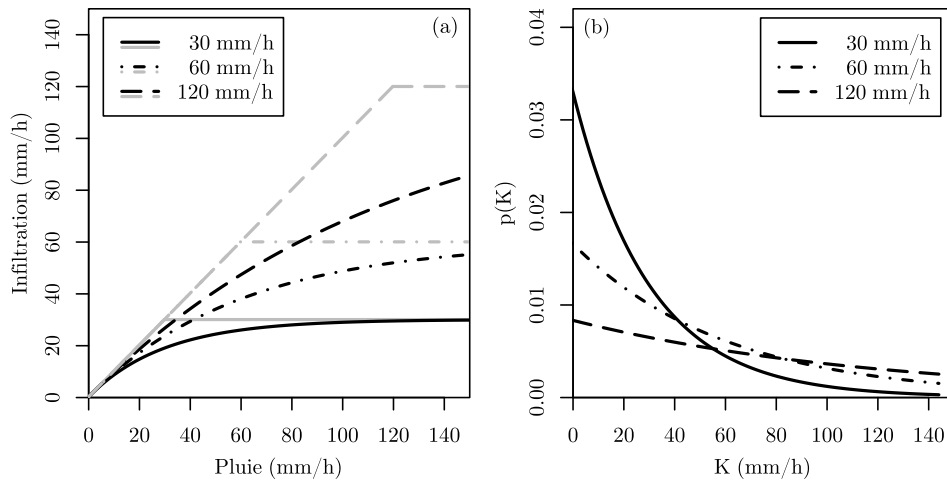 (a)
30 mm/h
60 mm/h
120 mm/h
Infiltration (mm/h)
0 20 40 60 80 100 120 140
0 20 40 60 80 100 120 140
Pluie (mm/h)
(b)
30 mm/h
60 mm/h
120 mm/h
p(K)
0.00 0.01 0.02 0.03 0.04
0 20 40 60 80 100 120 140
K (mm/h)